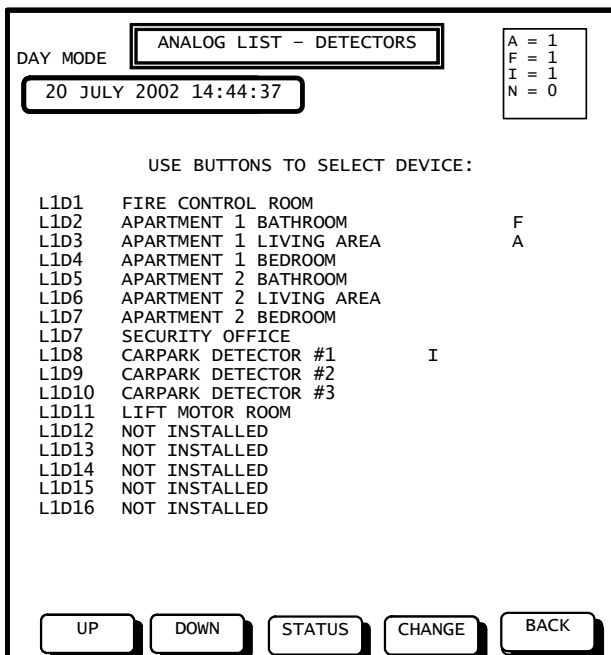 ANALOG LIST – DETECTORS
DAY MODE
A = 1
F = 1
I = 1
N = 0
20 JULY 2002 14:44:37
USE BUTTONS TO SELECT DEVICE:
L1D1 FIRE CONTROL ROOM
L1D2 APARTMENT 1 BATHROOM F
L1D3 APARTMENT 1 LIVING AREA A
L1D4 APARTMENT 1 BEDROOM
L1D5 APARTMENT 2 BATHROOM
L1D6 APARTMENT 2 LIVING AREA
L1D7 APARTMENT 2 BEDROOM
L1D7 SECURITY OFFICE
L1D8 CARPARK DETECTOR #1 I
L1D9 CARPARK DETECTOR #2
L1D10 CARPARK DETECTOR #3
L1D11 LIFT MOTOR ROOM
L1D12 NOT INSTALLED
L1D13 NOT INSTALLED
L1D14 NOT INSTALLED
L1D15 NOT INSTALLED
L1D16 NOT INSTALLED
UP DOWN STATUS CHANGE BACK